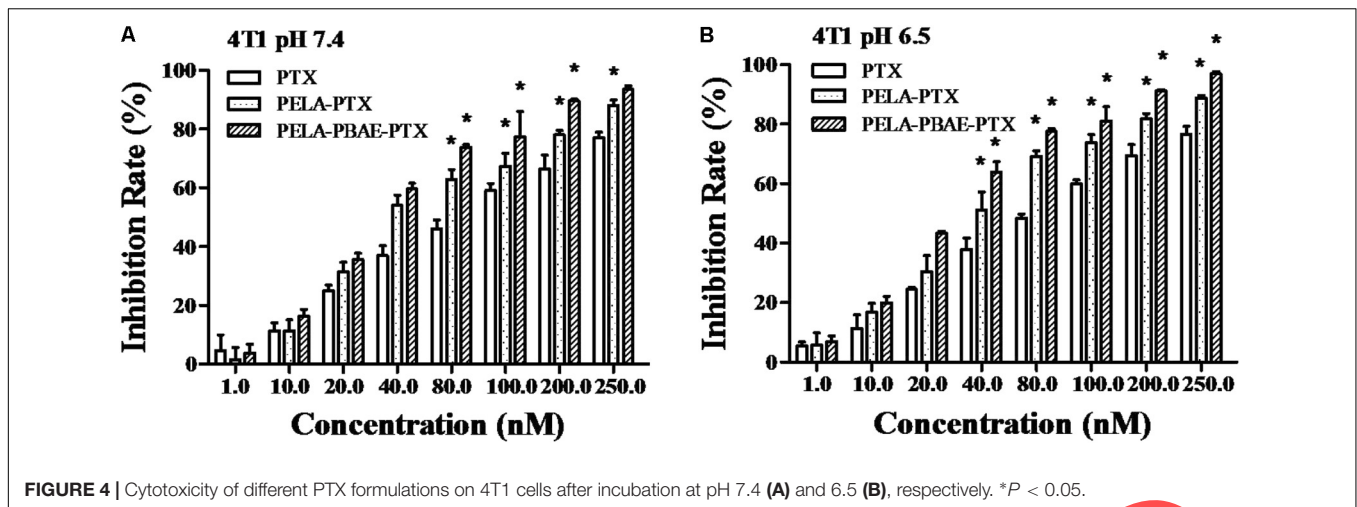 A
4T1 pH 7.4
PTX
PELA-PTX
PELA-PBAE-PTX
Inhibition Rate (%)
100
80
60
40
20
0
* * * * * * *
1.0 10.0 20.0 40.0 80.0 100.0 200.0 250.0
Concentration (nM)
B
4T1 pH 6.5
PTX
PELA-PTX
PELA-PBAE-PTX
Inhibition Rate (%)
100
80
60
40
20
0
* * * * * * * * * *
1.0 10.0 20.0 40.0 80.0 100.0 200.0 250.0
Concentration (nM)
FIGURE 4 | Cytotoxicity of different PTX formulations on 4T1 cells after incubation at pH 7.4 (A) and 6.5 (B), respectively. *P < 0.05.